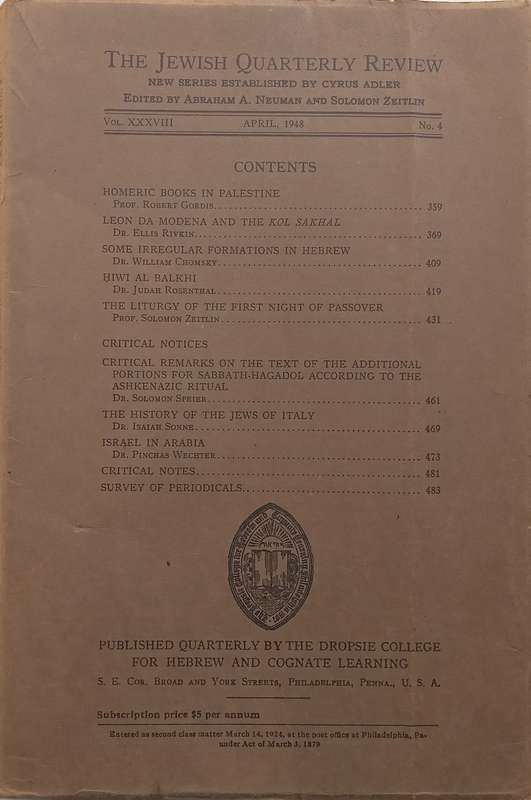 THE JEWISH QUARTERLY REVIEW
NEW SERIES ESTABLISHED BY CYRUS ADLER
EDITED BY ABRAHAM A. NEUMAN AND SOLOMON ZEITLIN
VOL. XXXVIII APRIL, 1948 No. 4
CONTENTS
HOMERIC BOOKS IN PALESTINE
PROF. ROBERT GORDIS 359
LEON DA MODENA AND THE KOL SAKHAL
DR. ELLIS RIVKIN 369
SOME IRREGULAR FORMATIONS IN HEBREW
DR. WILLIAM CHOMSKY 409
ḤIWI AL BALKHI
DR. JUDAH ROSENTHAL 419
THE LITURGY OF THE FIRST NIGHT OF PASSOVER
PROF. SOLOMON ZEITLIN 431
CRITICAL NOTICES
CRITICAL REMARKS ON THE TEXT OF THE ADDITIONAL
PORTIONS FOR SABBATH-HAGADOL ACCORDING TO THE
ASHKENAZIC RITUAL
DR. SOLOMON SPEIER 461
THE HISTORY OF THE JEWS OF ITALY
DR. ISAIAH SONNE 469
ISRAEL IN ARABIA
DR. PINCHAS WECHTER 473
CRITICAL NOTES 481
SURVEY OF PERIODICALS 483
PUBLISHED QUARTERLY BY THE DROPSIE COLLEGE
FOR HEBREW AND COGNATE LEARNING
S. E. COR. BROAD AND YORK STREETS, PHILADELPHIA, PENNA., U. S. A.
Subscription price $5 per annum
Entered as second class matter March 14, 1924, at the post office at Philadelphia, Pa.
under Act of March 3, 1879